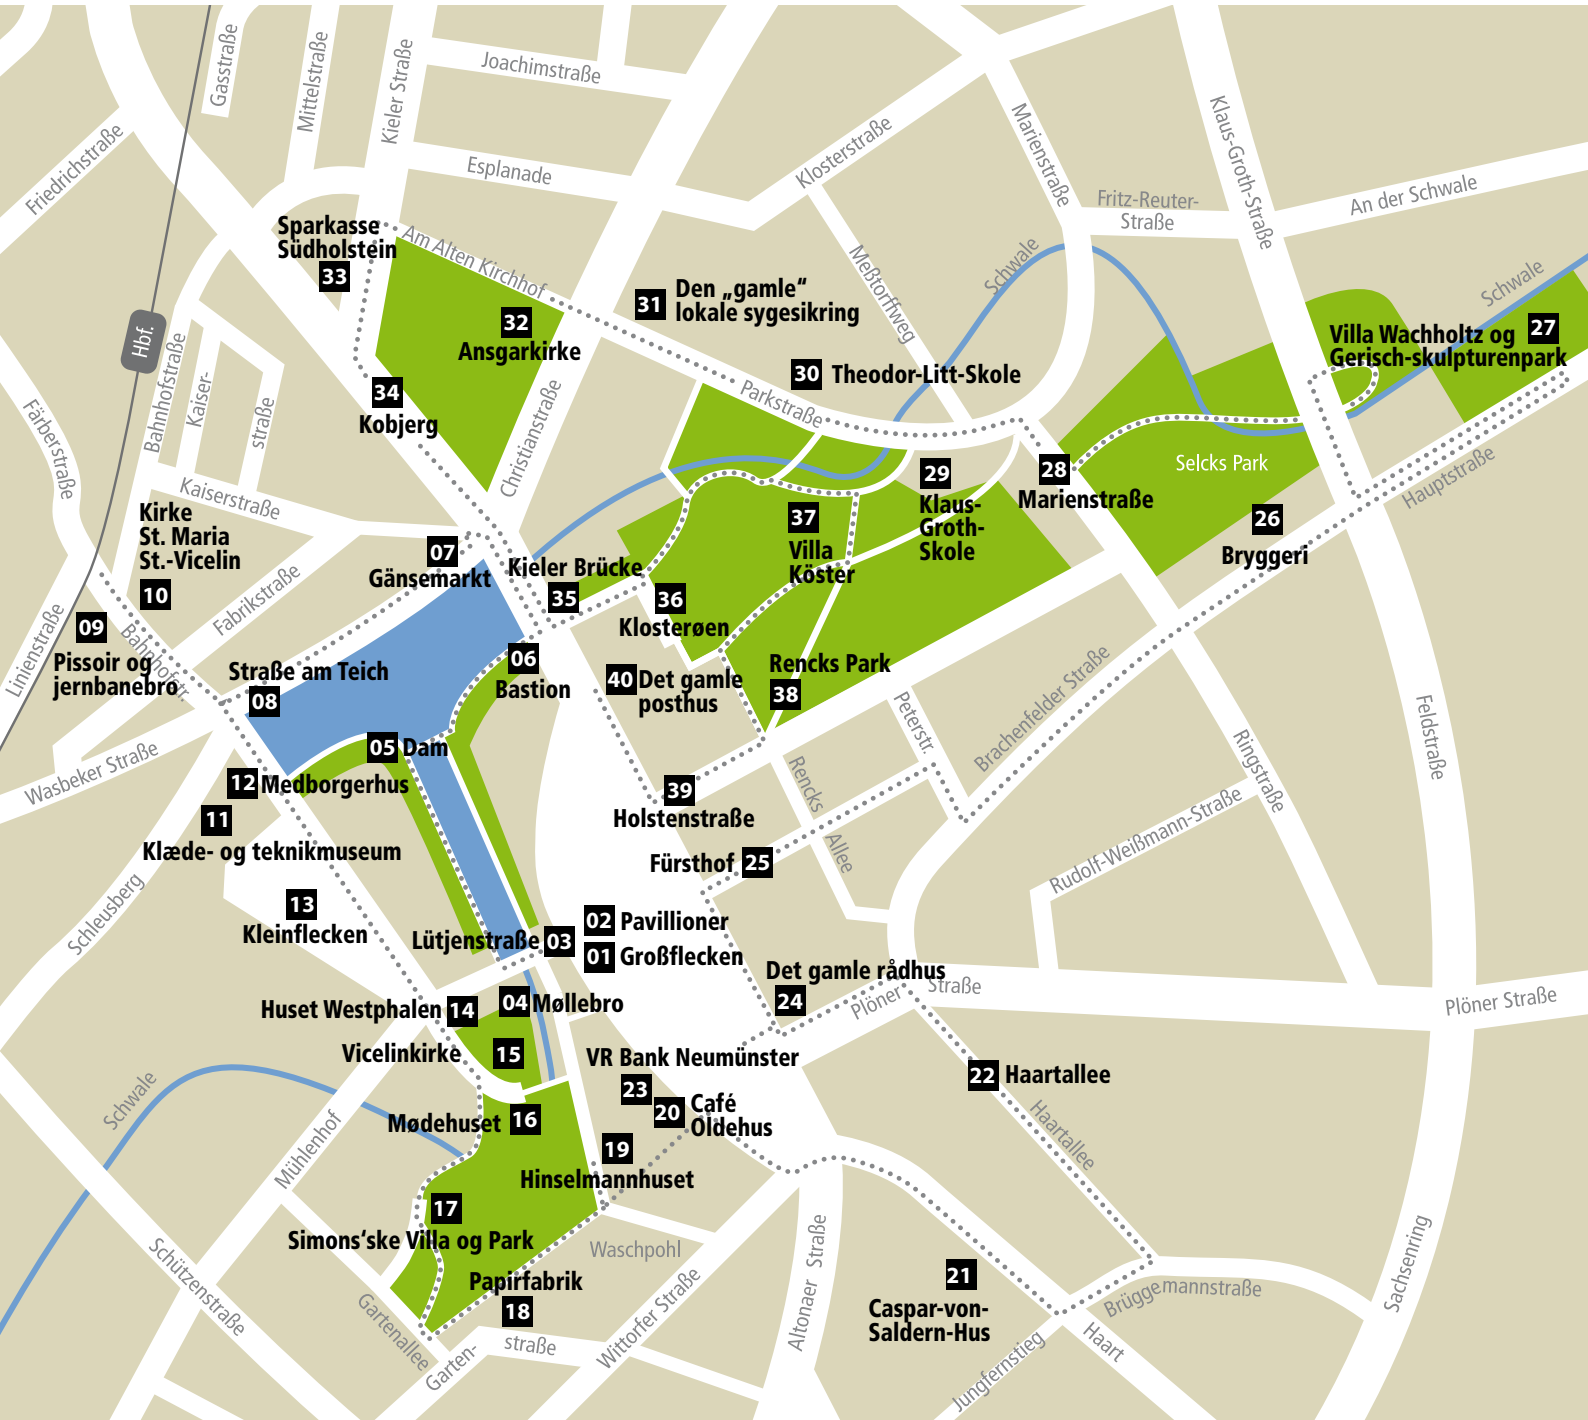 Gasstraße
Mittelstraße
Kieler Straße
Joachimstraße
Esplanade
Friedrichstraße
Klosterstraße
Marienstraße
Klaus-Groth-Straße
Fritz-Reuter-
Straße
An der Schwale
Schwale
Schwale
Meßtorffweg
Am Alten Kirchhof
Sparkasse
Südholstein
33
31
Den „gamle“
lokale sygesikring
32
Ansgarkirke
30
Theodor-Litt-Skole
Villa Wachholtz og
Gerisch-skulpturenpark
27
Hbf.
Bahnhofstraße
Kaiser-
straße
34
Kobjerg
Christianstraße
Parkstraße
Färberstraße
Kaiserstraße
Selcks Park
Hauptstraße
28
Marienstraße
29
Klaus-
Groth-
Skole
26
Bryggeri
37
Villa
Köster
Kirke
St. Maria
St.-Vicelin
10
07
Gänsemarkt
Kieler Brücke
35
36
Klosterøen
Fabrikstraße
Linienstraße
09
Pissoir og
jernbanebro
Bahnhofstr.
Straße am Teich
08
06
Bastion
40
Det gamle
posthus
Rencks Park
38
Peterstr.
Brachenfelder Straße
Feldstraße
Ringstraße
Wasbeker Straße
05
Dam
12
Medborgerhus
11
Klæde- og teknikmuseum
39
Holstenstraße
Rencks
Allee
Rudolf-Weißmann-Straße
Fürsthof
25
Schleusberg
13
Kleinflecken
Lütjenstraße
03
02
Pavillioner
01
Großflecken
Det gamle rådhus
24
Plöner
Straße
Plöner Straße
Huset Westphalen
14
04
Møllebro
Vicelinkirke
15
VR Bank Neumünster
23
20
Café
Oldehus
22
Haartallee
Haartallee
Schwale
Mühlenhof
Mødehuset
16
19
Hinselmannhuset
17
Simons‘ske Villa og Park
Waschpohl
Papirfabrik
18
21
Caspar-von-
Saldern-Hus
Brüggemannstraße
Sachsenring
Schützenstraße
Gartenallee
Garten-
straße
Wittorfer Straße
Altonaer Straße
Jungfernstieg
Haart